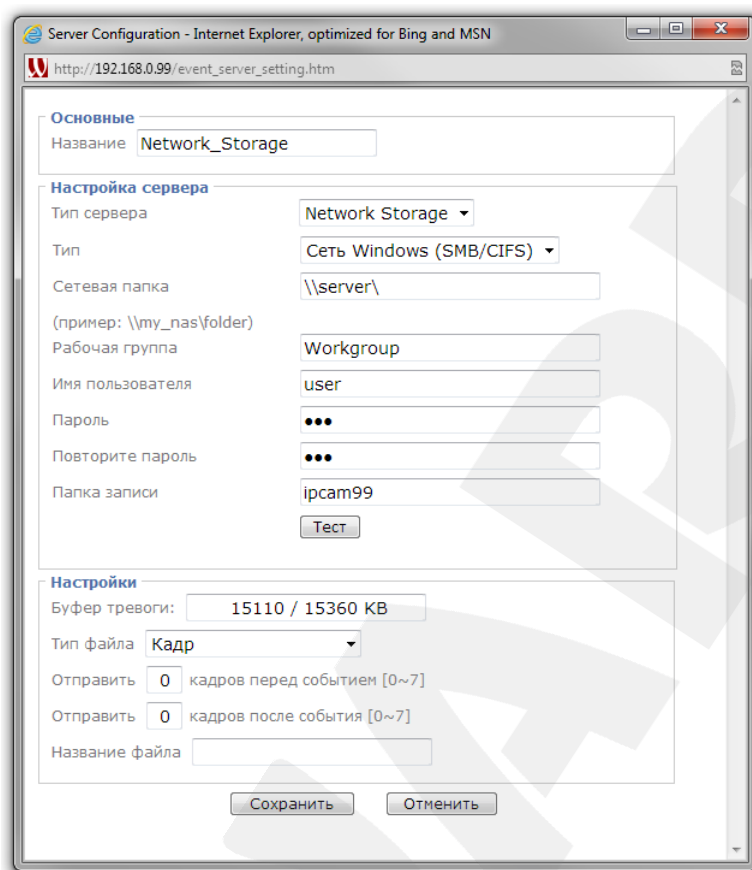 Server Configuration - Internet Explorer, optimized for Bing and MSN
http://192.168.0.99/event_server_setting.htm
Основные
Название Network_Storage
Настройка сервера
Тип сервера Network Storage
Тип Сеть Windows (SMB/CIFS)
Сетевая папка \\server\
(пример: \\my_nas\folder)
Рабочая группа Workgroup
Имя пользователя user
Пароль •••
Повторите пароль •••
Папка записи ipcam99
Тест
Настройки
Буфер тревоги: 15110 / 15360 KB
Тип файла Кадр
Отправить 0 кадров перед событием [0~7]
Отправить 0 кадров после события [0~7]
Название файла
Сохранить Отменить